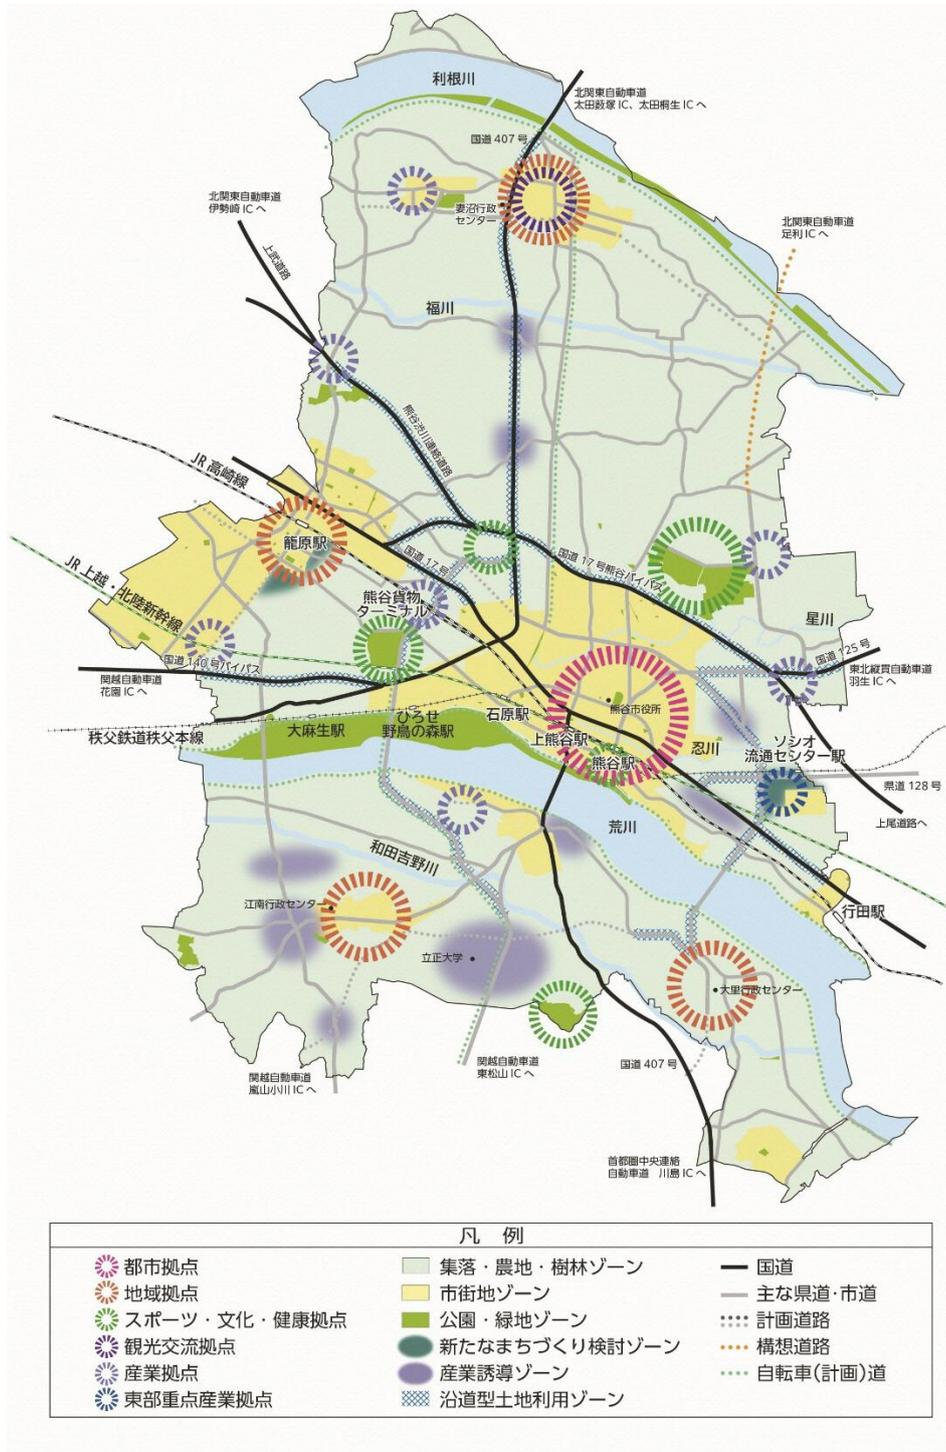 利根川
北関東自動車道
太田藪塚IC、太田桐生ICへ
国道407号
北関東自動車道
伊勢崎ICへ
妻沼行政
センター
北関東自動車道
足利ICへ
上武道路
福川
熊谷渋川連絡道路
JR高崎線
籠原駅
国道17号
国道17号熊谷バイパス
熊谷貨物
ターミナル
JR上越・北陸新幹線
星川
国道140号バイパス
国道125号
関越自動車道
花園ICへ
東北縦貫自動車道
羽生ICへ
熊谷市役所
石原駅
ひろせ
野鳥の森駅
大麻生駅
秩父鉄道秩父本線
上熊谷駅
忍川
ソシオ
流通センター駅
熊谷駅
県道128号
上尾道路へ
荒川
和田吉野川
江南行政センター
行田駅
立正大学
大里行政センター
関越自動車道
嵐山小川ICへ
関越自動車道
東松山ICへ
国道407号
首都圏中央連絡
自動車道 川島ICへ
凡 例
都市拠点
地域拠点
スポーツ・文化・健康拠点
観光交流拠点
産業拠点
東部重点産業拠点
集落・農地・樹林ゾーン
市街地ゾーン
公園・緑地ゾーン
新たなまちづくり検討ゾーン
産業誘導ゾーン
沿道型土地利用ゾーン
国道
主な県道・市道
計画道路
構想道路
自転車(計画)道